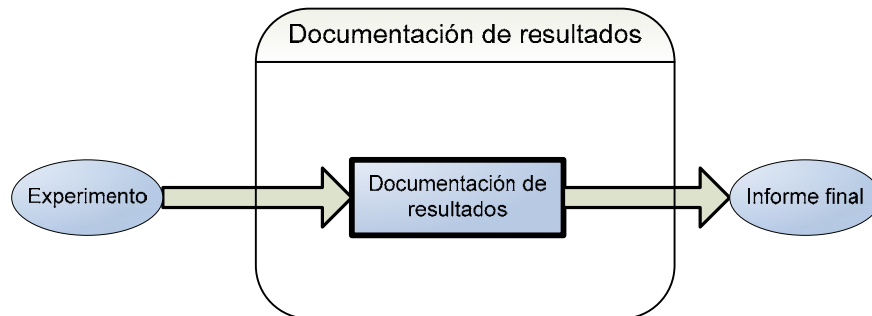 Documentación de resultados
Experimento
Documentación de
resultados
Informe final